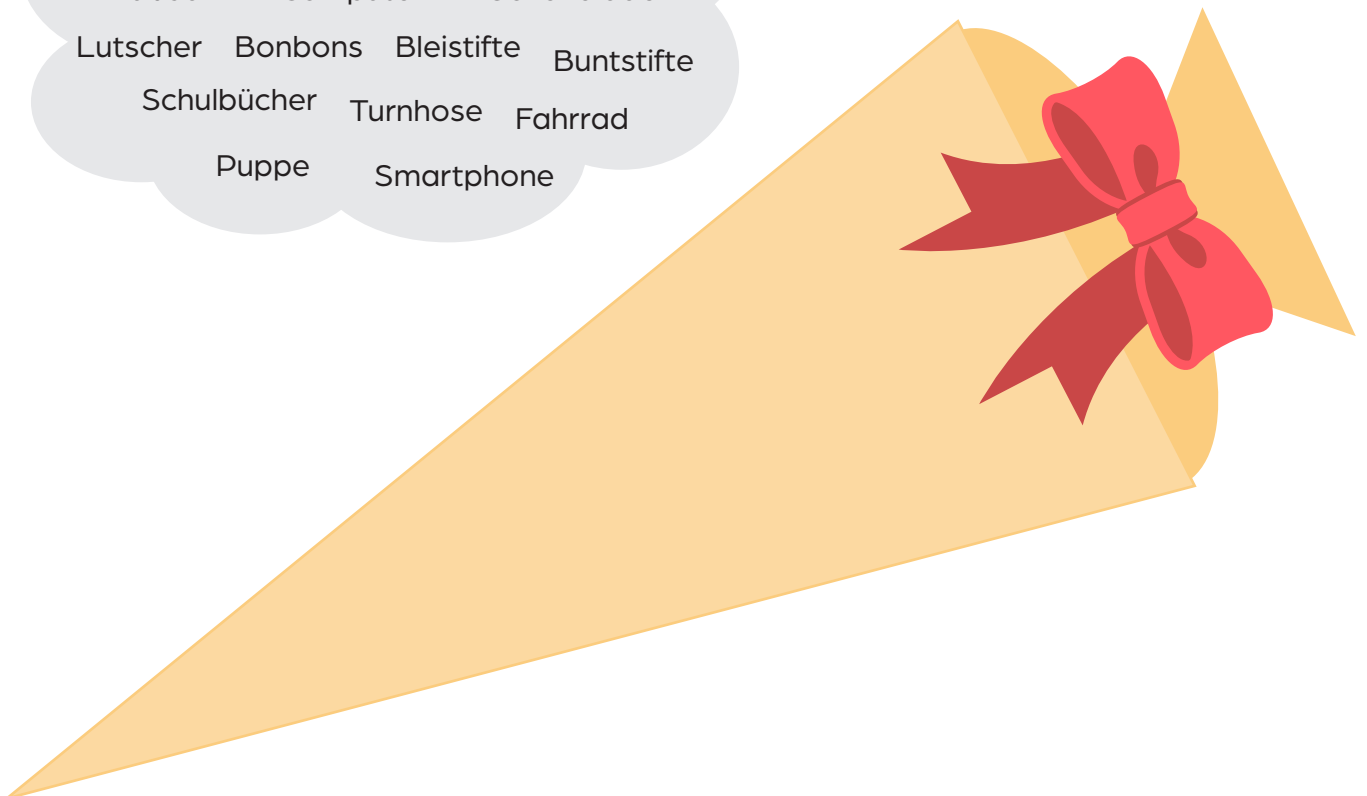 Lutscher Bonbons Bleistifte Buntstifte
Schulbücher Turnhose Fahrrad
Puppe Smartphone